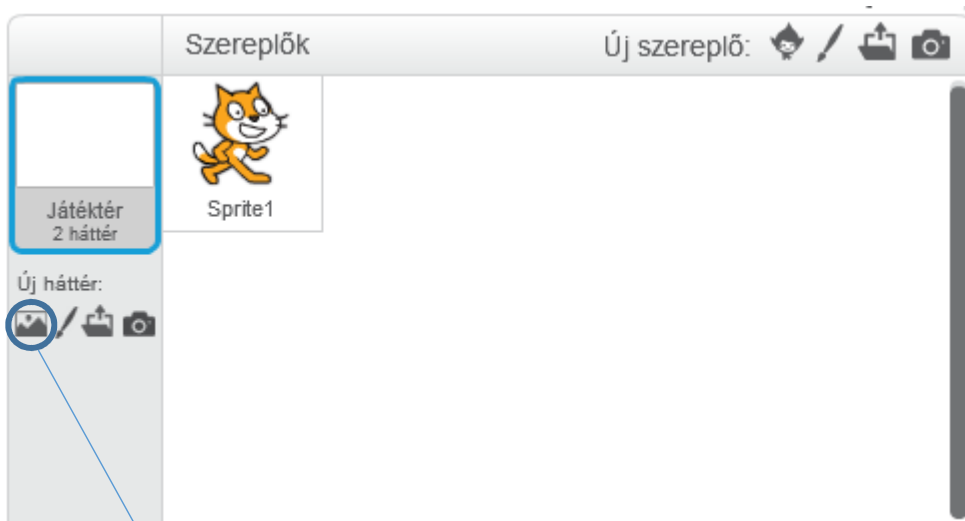 Szereplők
Új szereplő:
Játéktér
2 háttér
Sprite1
Új háttér: